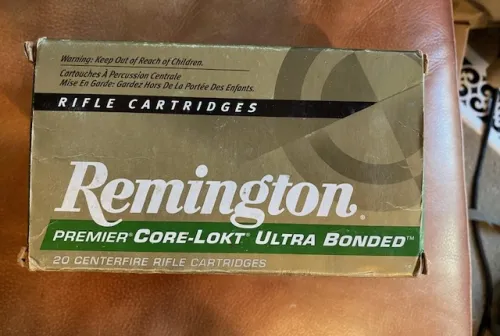 Warning: Keep Out of Reach of Children.
Cartouches À Percussion Centrale
Mise En Garde: Gardez Hors De La Portée Des Enfants.
RIFLE CARTRIDGES
Remington®
PREMIER® CORE-LOKT® ULTRA BONDED™
20 CENTERFIRE RIFLE CARTRIDGES